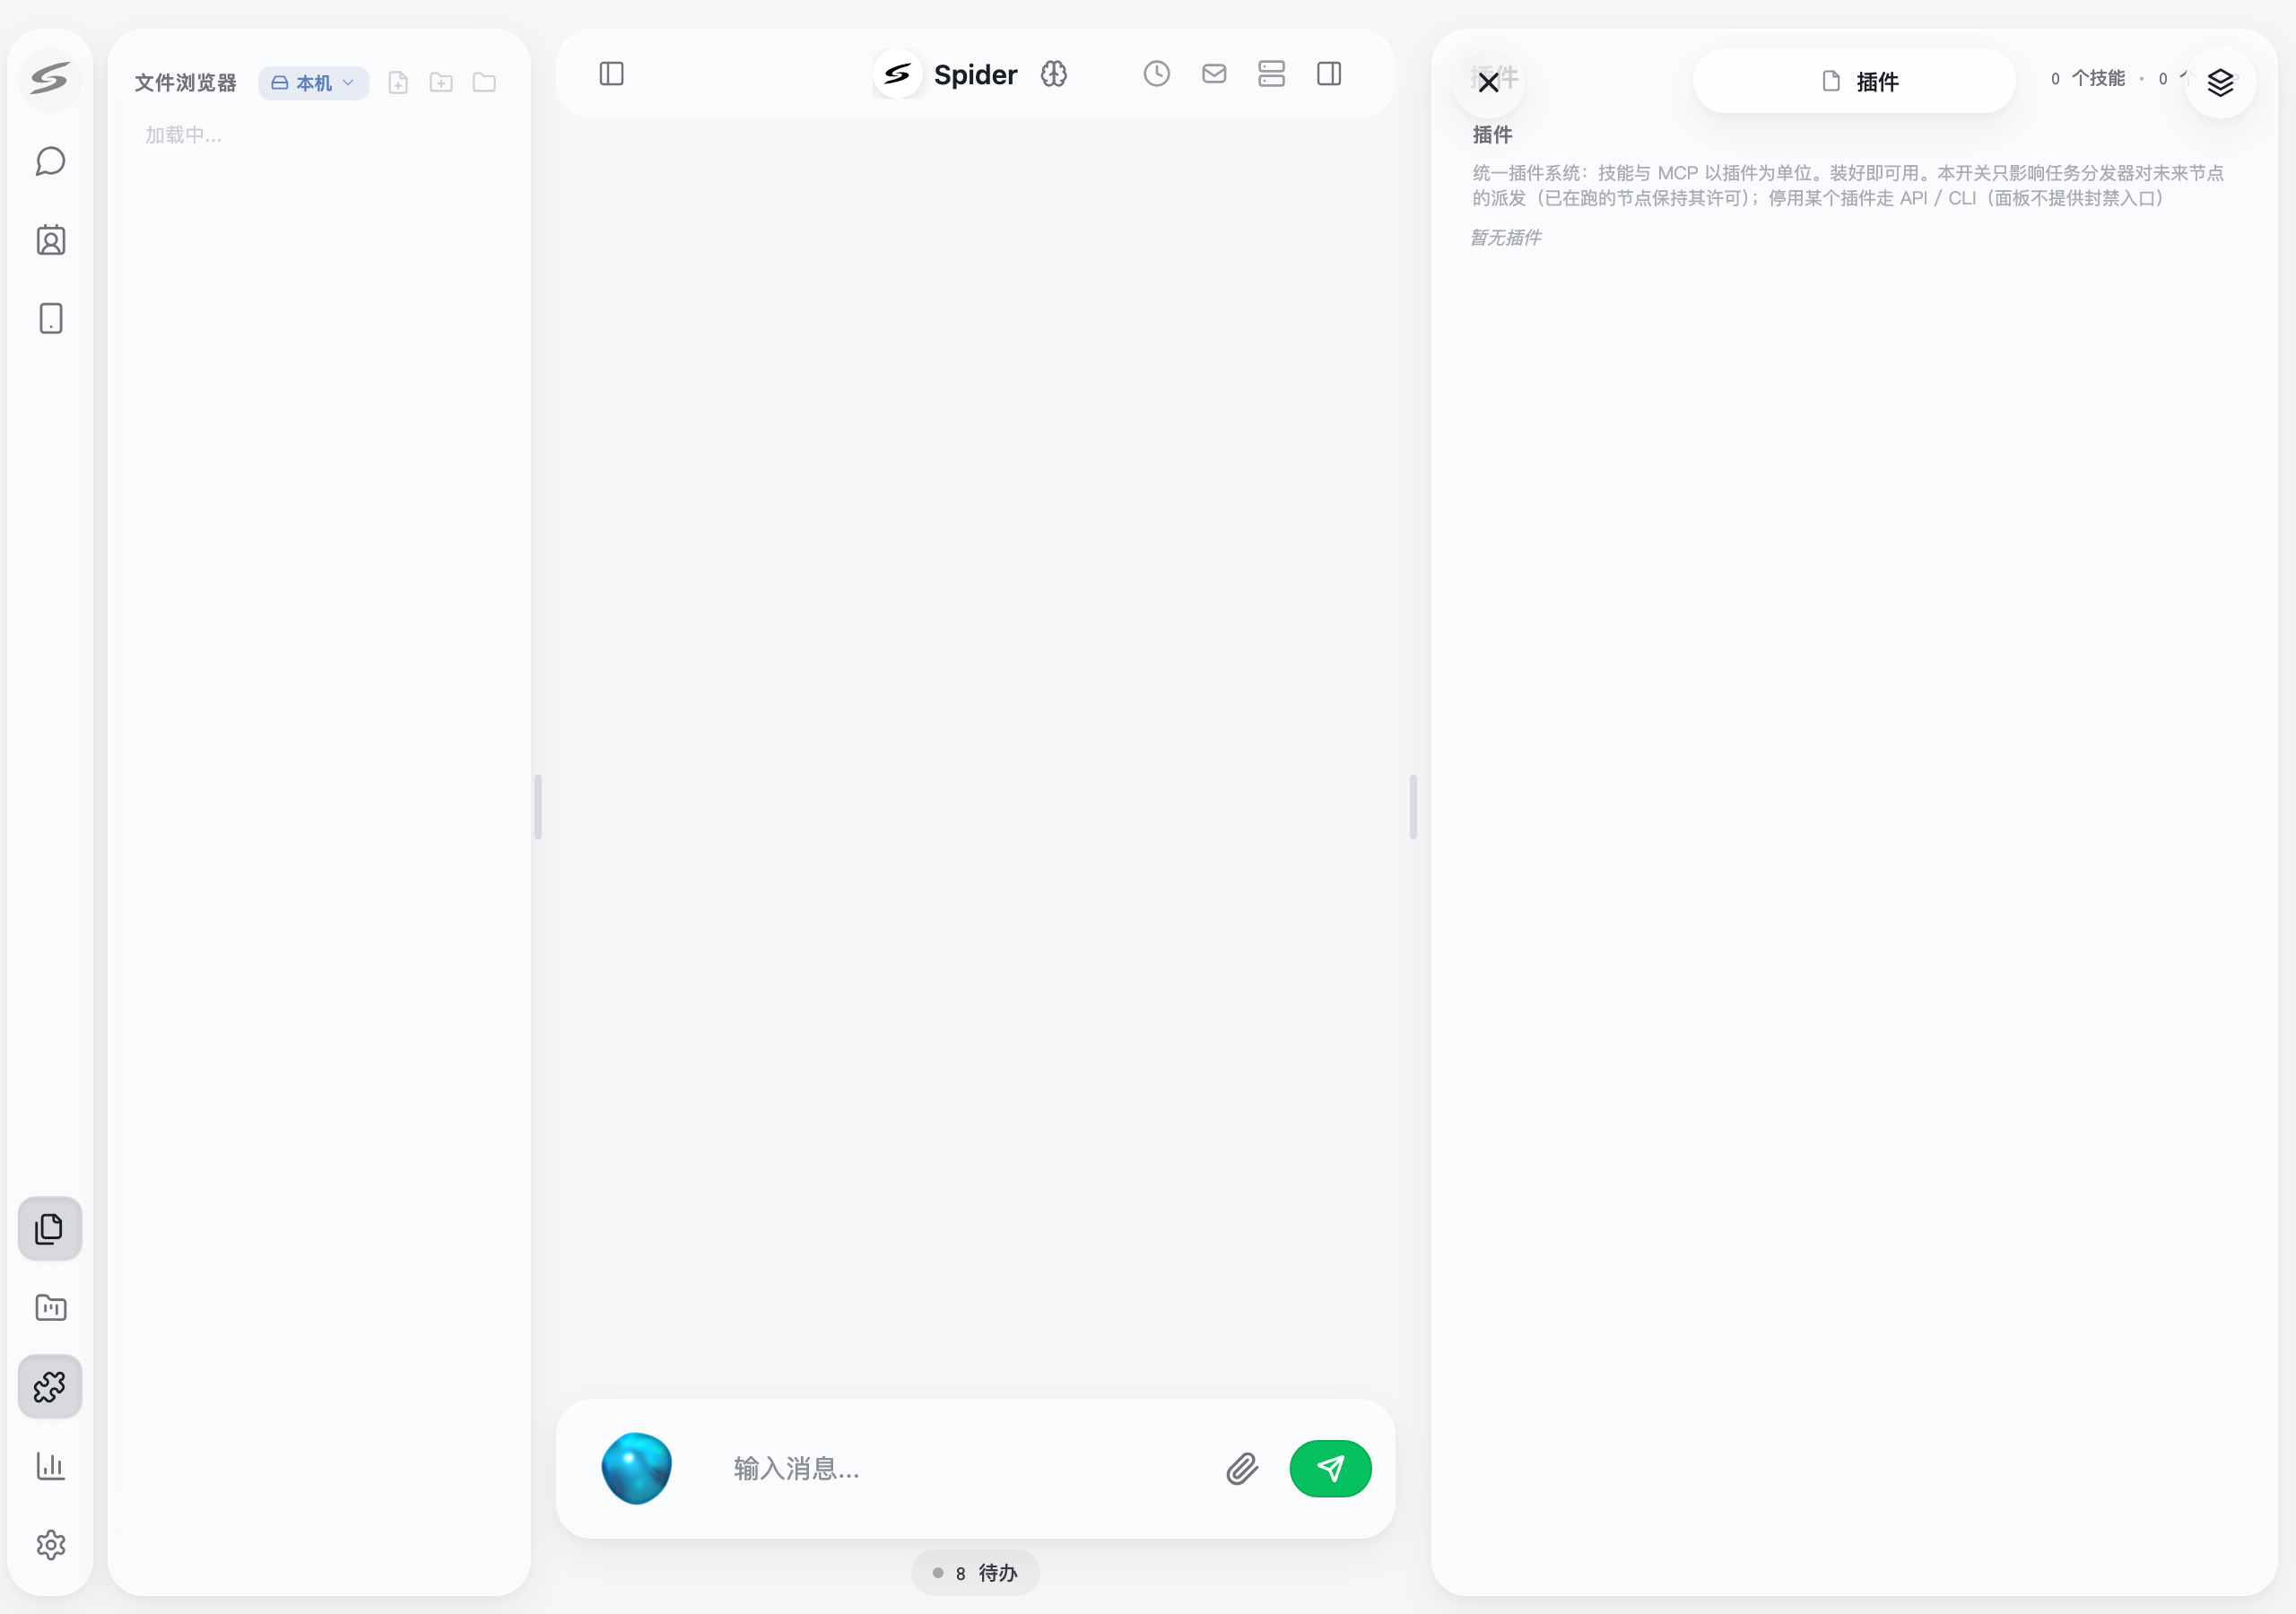 文件浏览器
本机
加载中...
Spider
输入消息...
8 待办
插件
插件
0 个技能 · 0 个
插件
统一插件系统：技能与 MCP 以插件为单位。装好即可用。本开关只影响任务分发器对未来节点
的派发（已在跑的节点保持其许可）；停用某个插件走 API / CLI（面板不提供封禁入口）
暂无插件